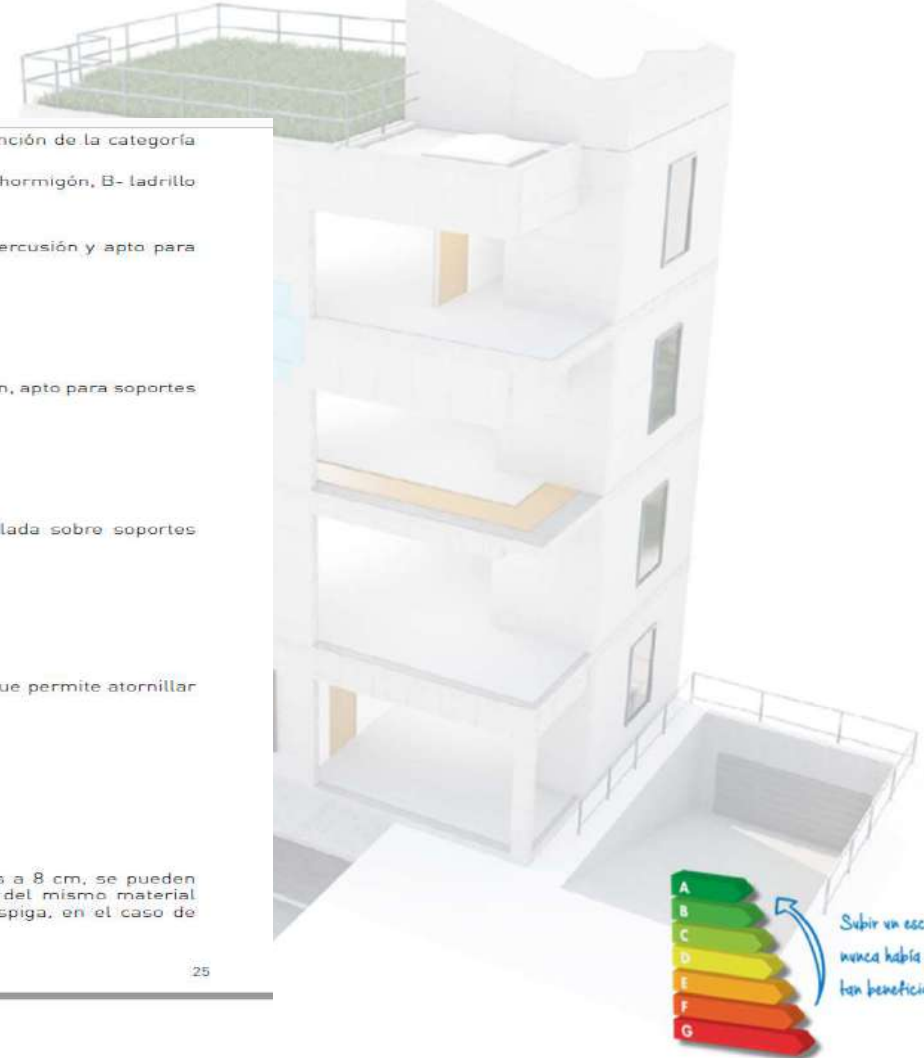 nción de la categoría
hormigón, B- ladrillo
ercusión y apto para
n, apto para soportes
lada sobre soportes
ue permite atornillar
s a 8 cm, se pueden
del mismo material
spiga, en el caso de
25
A
B
C
D
E
F
G
Subir un esc
nunca había
tan benefici